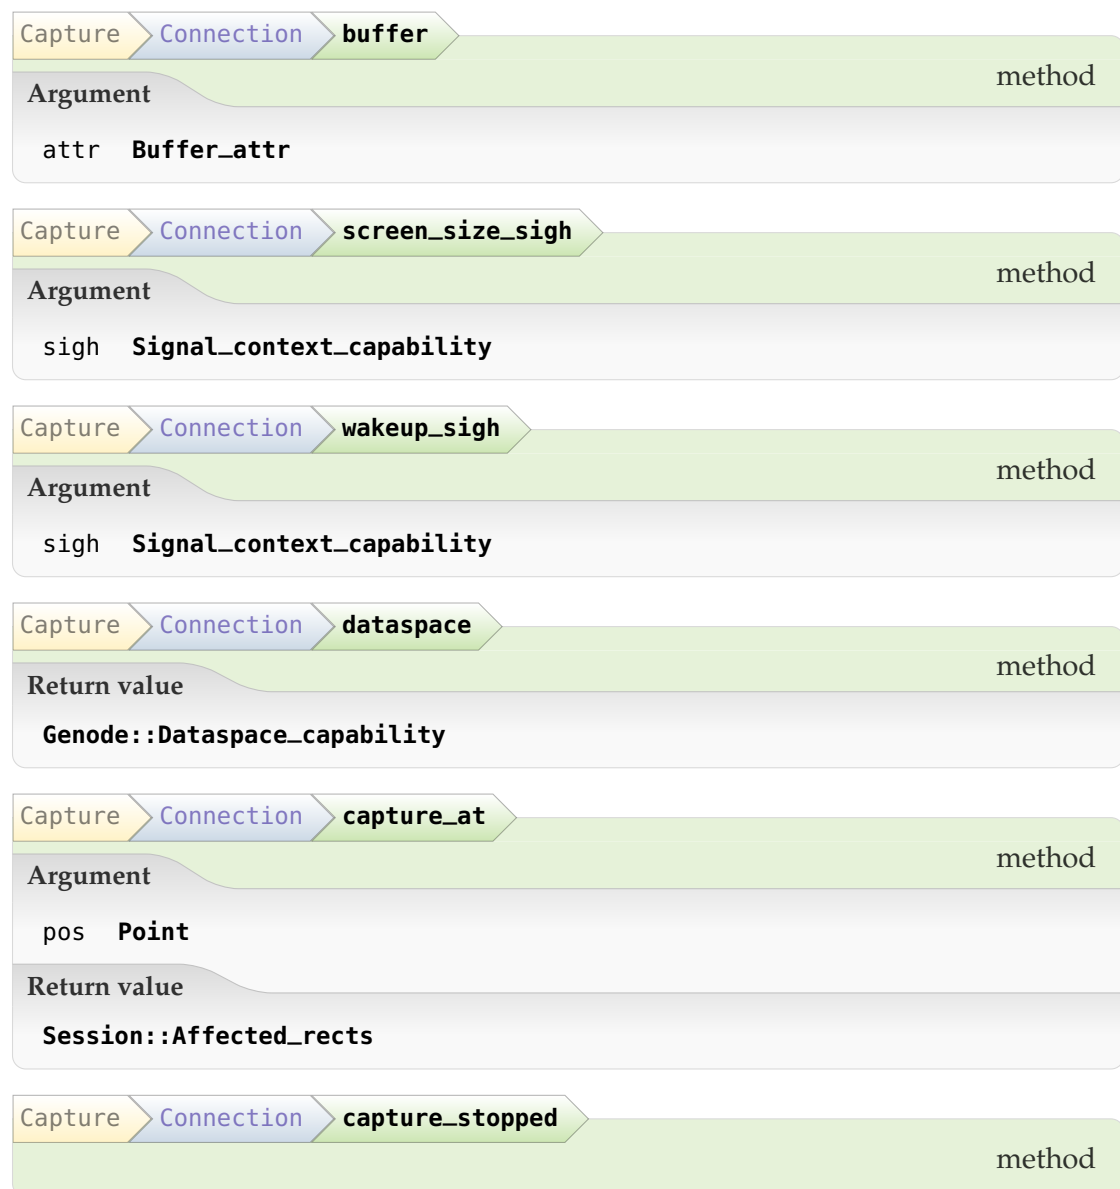 Capture Connection buffer
method
Argument
attr Buffer_attr
Capture Connection screen_size_sigh
method
Argument
sigh Signal_context_capability
Capture Connection wakeup_sigh
method
Argument
sigh Signal_context_capability
Capture Connection dataspace
method
Return value
Genode::Dataspace_capability
Capture Connection capture_at
method
Argument
pos Point
Return value
Session::Affected_rects
Capture Connection capture_stopped
method